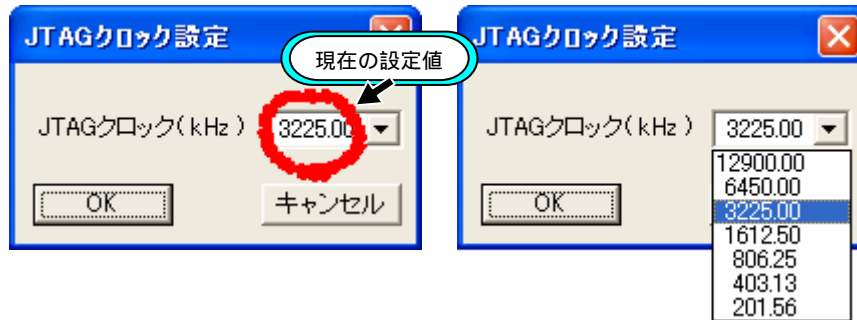 JTAGクロック設定
現在の設定値
JTAGクロック(kHz)
3225.00
OK
キャンセル
JTAGクロック設定
JTAGクロック(kHz)
3225.00
12900.00
6450.00
3225.00
1612.50
806.25
403.13
201.56
OK